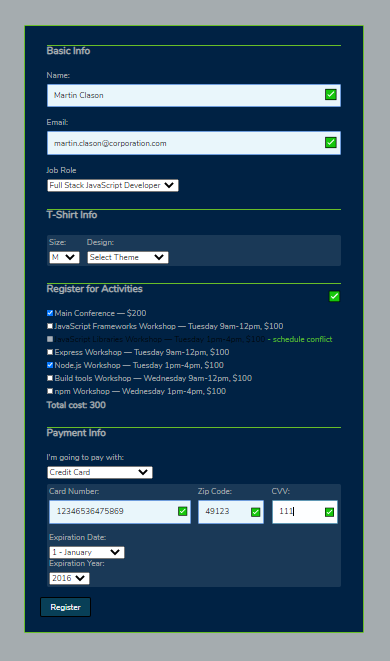 Basic Info
Name:
Martin Clason
Email:
martin.clason@corporation.com
Job Role
Full Stack JavaScript Developer
T-Shirt Info
Size: Design:
M Select Theme
Register for Activities
Main Conference — $200
JavaScript Frameworks Workshop — Tuesday 9am-12pm, $100
JavaScript Libraries Workshop — Tuesday 1pm-4pm, $100 - schedule conflict
Express Workshop — Tuesday 9am-12pm, $100
Node.js Workshop — Tuesday 1pm-4pm, $100
Build tools Workshop — Wednesday 9am-12pm, $100
npm Workshop — Wednesday 1pm-4pm, $100
Total cost: 300
Payment Info
I'm going to pay with:
Credit Card
Card Number: Zip Code: CVV:
12346536475869 49123 111
Expiration Date:
1 - January
Expiration Year:
2016
Register